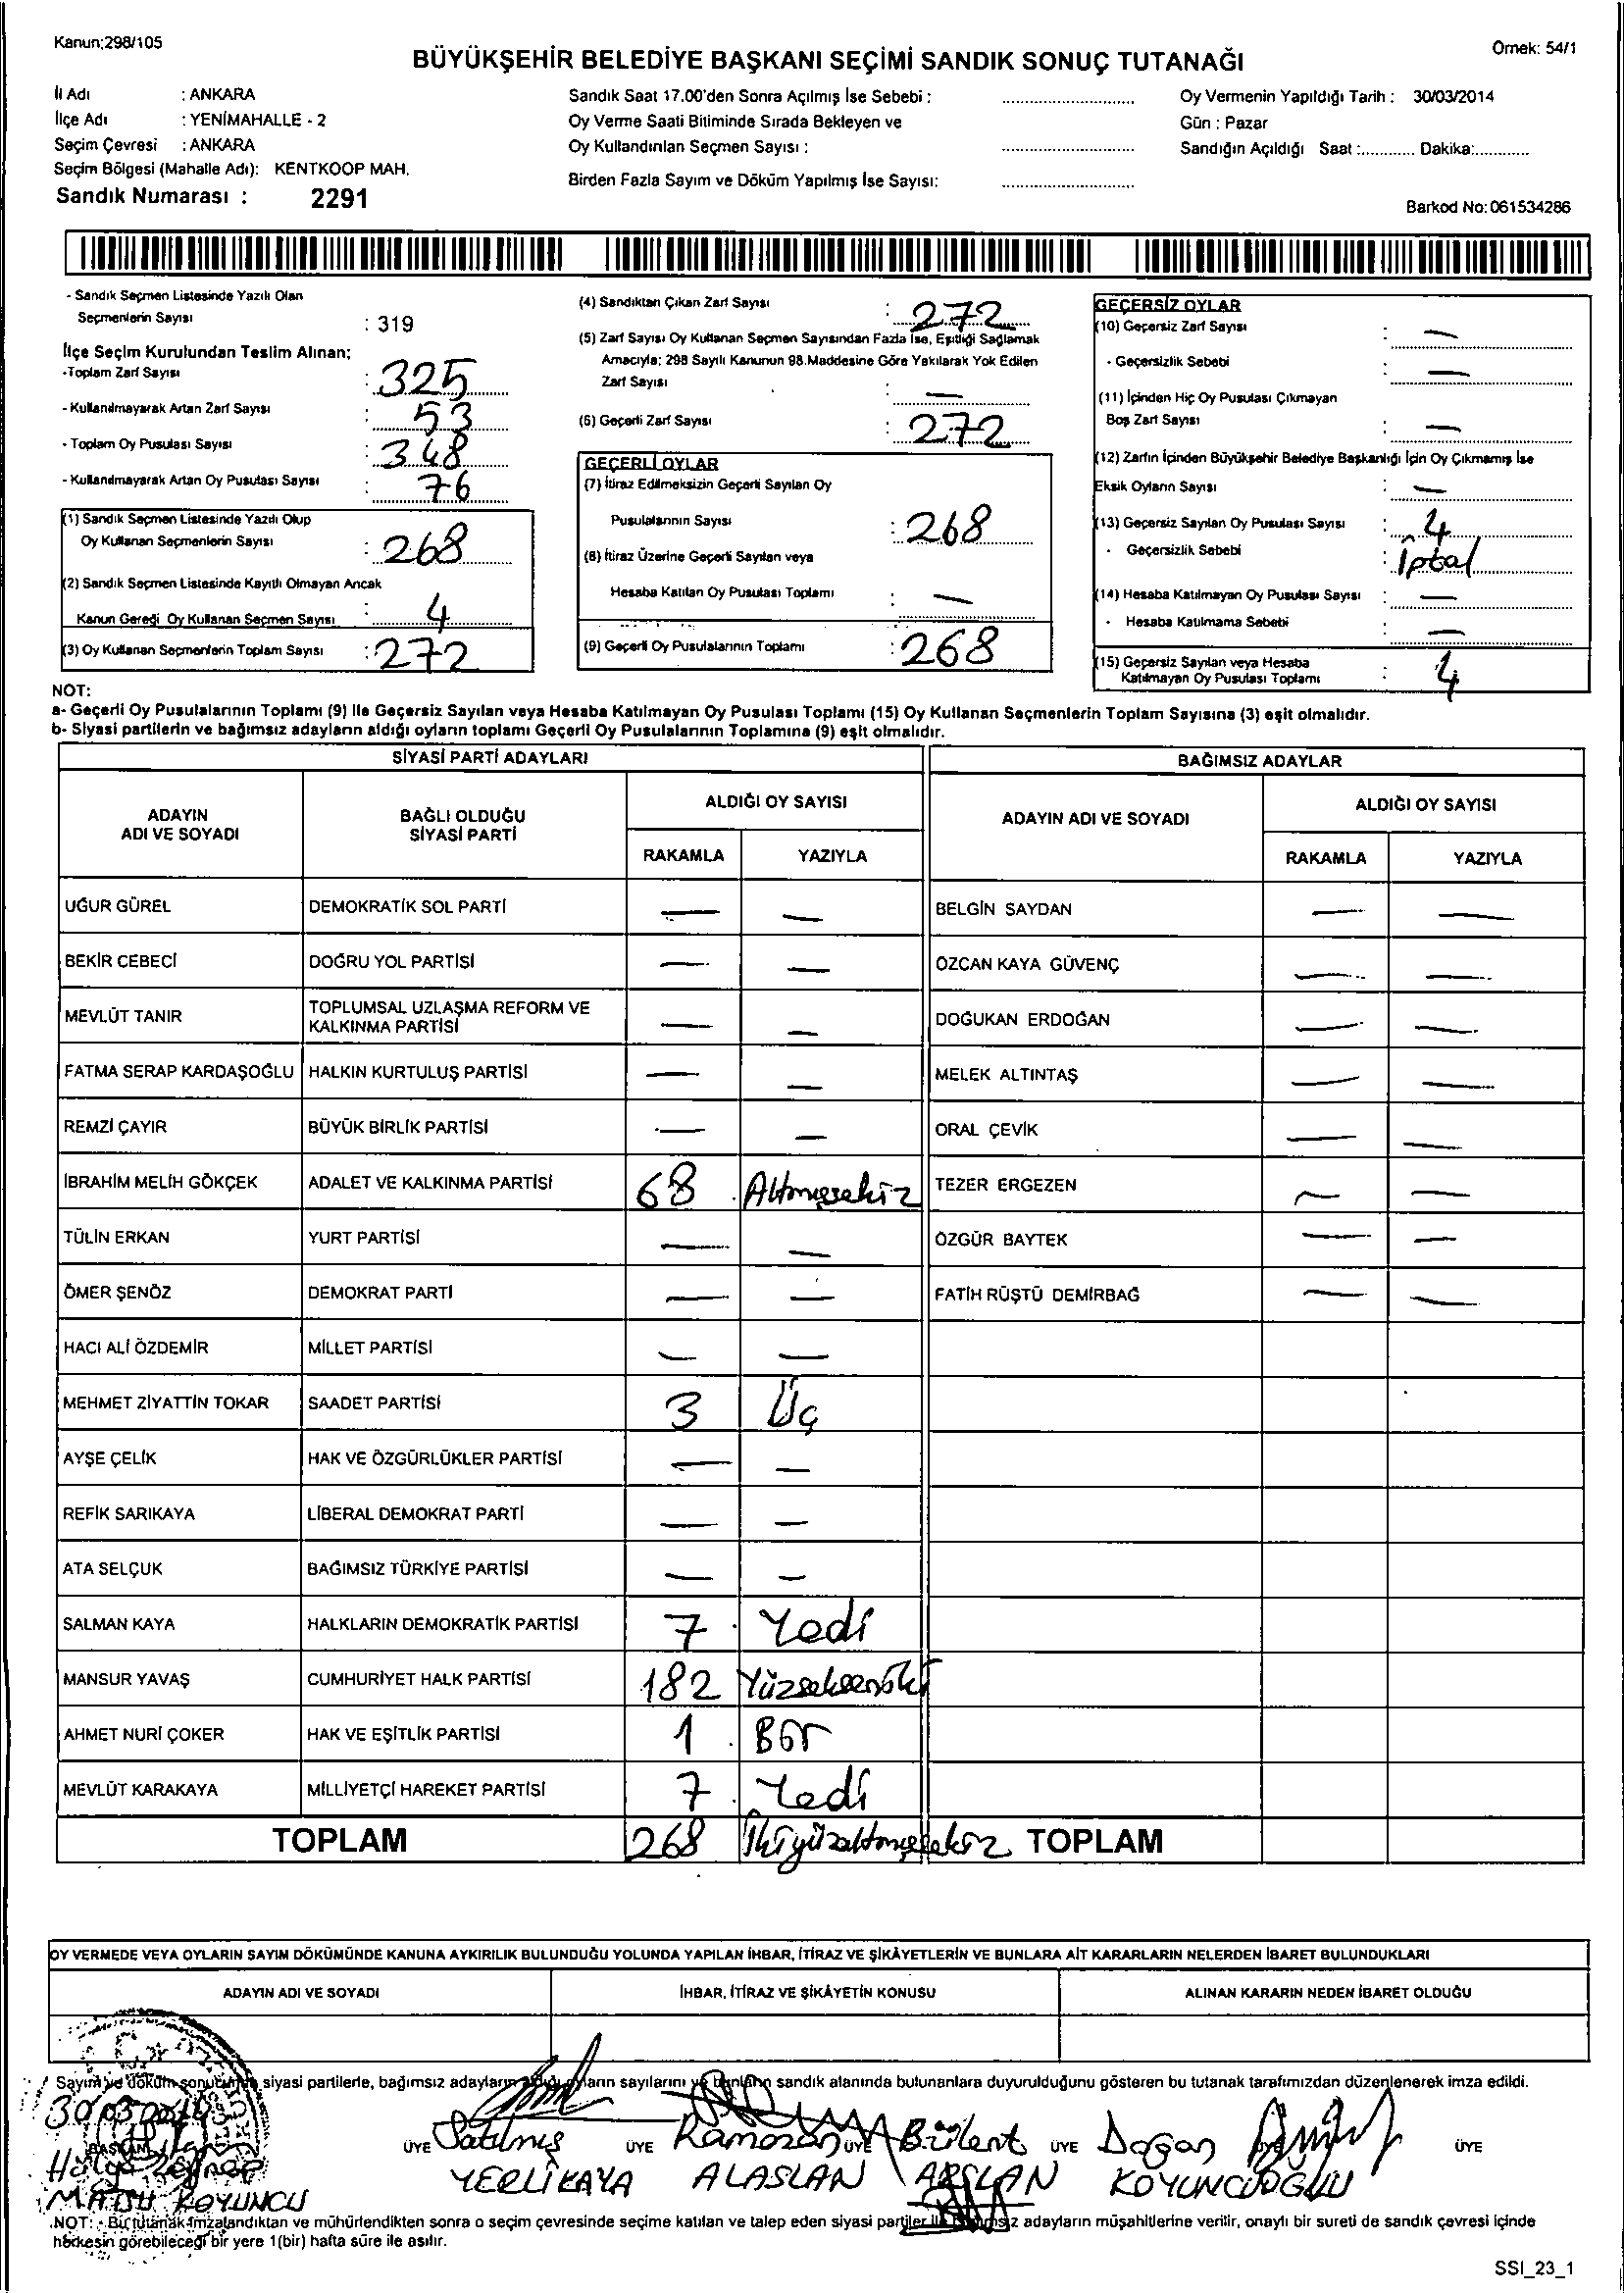 Kanun;298/105
BÜYÜKŞEHİR BELEDİYE BAŞKANI SEÇİMİ SANDIK SONUÇ TUTANAĞI
Örnek: 54/1
İl Adı : ANKARA
İlçe Adı : YENİMAHALLE - 2
Seçim Çevresi : ANKARA
Seçim Bölgesi (Mahalle Adı): KENTKOOP MAH.
Sandık Numarası : 2291
Sandık Saat 17.00'den Sonra Açılmış İse Sebebi :
Oy Verme Saati Bitiminde Sırada Bekleyen ve
Oy Kullandırılan Seçmen Sayısı :
Birden Fazla Sayım ve Döküm Yapılmış İse Sayısı:
Oy Vermenin Yapıldığı Tarih : 30/03/2014
Gün : Pazar
Sandığın Açıldığı Saat :............ Dakika:............
Barkod No:061534286
- Sandık Seçmen Listesinde Yazılı Olan
Seçmenlerin Sayısı : 319
İlçe Seçim Kurulundan Teslim Alınan;
-Toplam Zarf Sayısı : 325
- Kullanılmayarak Artan Zarf Sayısı : 53
- Toplam Oy Pusulası Sayısı : 348
- Kullanılmayarak Artan Oy Pusulası Sayısı : 76
(1) Sandık Seçmen Listesinde Yazılı Olup
Oy Kullanan Seçmenlerin Sayısı : 268
(2) Sandık Seçmen Listesinde Kayıtlı Olmayan Ancak
Kanun Gereği Oy Kullanan Seçmen Sayısı : 4
(3) Oy Kullanan Seçmenlerin Toplam Sayısı : 272
(4) Sandıktan Çıkan Zarf Sayısı : 272
(5) Zarf Sayısı Oy Kullanan Seçmen Sayısından Fazla İse, Eşitliği Sağlamak
Amacıyla; 298 Sayılı Kanunun 98.Maddesine Göre Yakılarak Yok Edilen
Zarf Sayısı : —
(6) Geçerli Zarf Sayısı : 272
GEÇERLİ OYLAR
(7) İtiraz Edilmeksizin Geçerli Sayılan Oy
Pusulalarının Sayısı : 268
(8) İtiraz Üzerine Geçerli Sayılan veya
Hesaba Katılan Oy Pusulası Toplamı : —
(9) Geçerli Oy Pusulalarının Toplamı : 268
GEÇERSİZ OYLAR
(10) Geçersiz Zarf Sayısı : —
- Geçersizlik Sebebi : —
(11) İçinden Hiç Oy Pusulası Çıkmayan
Boş Zarf Sayısı : —
(12) Zarfın İçinden Büyükşehir Belediye Başkanlığı İçin Oy Çıkmamış İse
Eksik Oyların Sayısı : —
(13) Geçersiz Sayılan Oy Pusulası Sayısı : 4
- Geçersizlik Sebebi : İptal
(14) Hesaba Katılmayan Oy Pusulası Sayısı : —
- Hesaba Katılmama Sebebi : —
(15) Geçersiz Sayılan veya Hesaba
Katılmayan Oy Pusulası Toplamı : 4
NOT:
a- Geçerli Oy Pusulalarının Toplamı (9) ile Geçersiz Sayılan veya Hesaba Katılmayan Oy Pusulası Toplamı (15) Oy Kullanan Seçmenlerin Toplam Sayısına (3) eşit olmalıdır.
b- Siyasi partilerin ve bağımsız adayların aldığı oyların toplamı Geçerli Oy Pusulalarının Toplamına (9) eşit olmalıdır.
SİYASİ PARTİ ADAYLARI BAĞIMSIZ ADAYLAR
ADAYIN ADI VE SOYADI BAĞLI OLDUĞU SİYASİ PARTİ ALDIĞI OY SAYISI ADAYIN ADI VE SOYADI ALDIĞI OY SAYISI
RAKAMLA YAZIYLA RAKAMLA YAZIYLA
UĞUR GÜREL DEMOKRATİK SOL PARTİ — — BELGİN SAYDAN — —
BEKİR CEBECİ DOĞRU YOL PARTİSİ — — ÖZCAN KAYA GÜVENÇ — —
MEVLÜT TANIR TOPLUMSAL UZLAŞMA REFORM VE KALKINMA PARTİSİ — — DOĞUKAN ERDOĞAN — —
FATMA SERAP KARDAŞOĞLU HALKIN KURTULUŞ PARTİSİ — — MELEK ALTINTAŞ — —
REMZİ ÇAYIR BÜYÜK BİRLİK PARTİSİ — — ORAL ÇEVİK — —
İBRAHİM MELİH GÖKÇEK ADALET VE KALKINMA PARTİSİ 68 Altmışsekiz TEZER ERGEZEN — —
TÜLİN ERKAN YURT PARTİSİ — — ÖZGÜR BAYTEK — —
ÖMER ŞENÖZ DEMOKRAT PARTİ — — FATİH RÜŞTÜ DEMİRBAĞ — —
HACI ALİ ÖZDEMİR MİLLET PARTİSİ — —
MEHMET ZİYATTİN TOKAR SAADET PARTİSİ 3 Üç
AYŞE ÇELİK HAK VE ÖZGÜRLÜKLER PARTİSİ — —
REFİK SARIKAYA LİBERAL DEMOKRAT PARTİ — —
ATA SELÇUK BAĞIMSIZ TÜRKİYE PARTİSİ — —
SALMAN KAYA HALKLARIN DEMOKRATİK PARTİSİ 7 Yedi
MANSUR YAVAŞ CUMHURİYET HALK PARTİSİ 182 Yüzsekseniki
AHMET NURİ ÇOKER HAK VE EŞİTLİK PARTİSİ 1 Bir
MEVLÜT KARAKAYA MİLLİYETÇİ HAREKET PARTİSİ 7 Yedi
TOPLAM 268 İkiyüzaltmışsekiz TOPLAM
OY VERMEDE VEYA OYLARIN SAYIM DÖKÜMÜNDE KANUNA AYKIRILIK BULUNDUĞU YOLUNDA YAPILAN İHBAR, İTİRAZ VE ŞİKÂYETLERİN VE BUNLARA AİT KARARLARIN NELERDEN İBARET BULUNDUKLARI
ADAYIN ADI VE SOYADI İHBAR, İTİRAZ VE ŞİKÂYETİN KONUSU ALINAN KARARIN NEDEN İBARET OLDUĞU
Sayım ve döküm sonucunda siyasi partilerle, bağımsız adayların aldığı oyların sayılarını ve bunların sandık alanında bulunanlara duyurulduğunu gösteren bu tutanak tarafımızdan düzenlenerek imza edildi.
BAŞKAN ÜYE Satılmış ÜYE Ramazan ÜYE Bülent ÜYE Doğan ÜYE
KOYUNCU YERLİKAYA ALASLAN ARSLAN KOYUNCUOĞLU
NOT: - Bu tutanak imzalandıktan ve mühürlendikten sonra o seçim çevresinde seçime katılan ve talep eden siyasi partiler ile bağımsız adayların müşahitlerine verilir, onaylı bir sureti de sandık çevresi içinde
herkesin görebileceği bir yere 1(bir) hafta süre ile asılır.
SSI_23_1